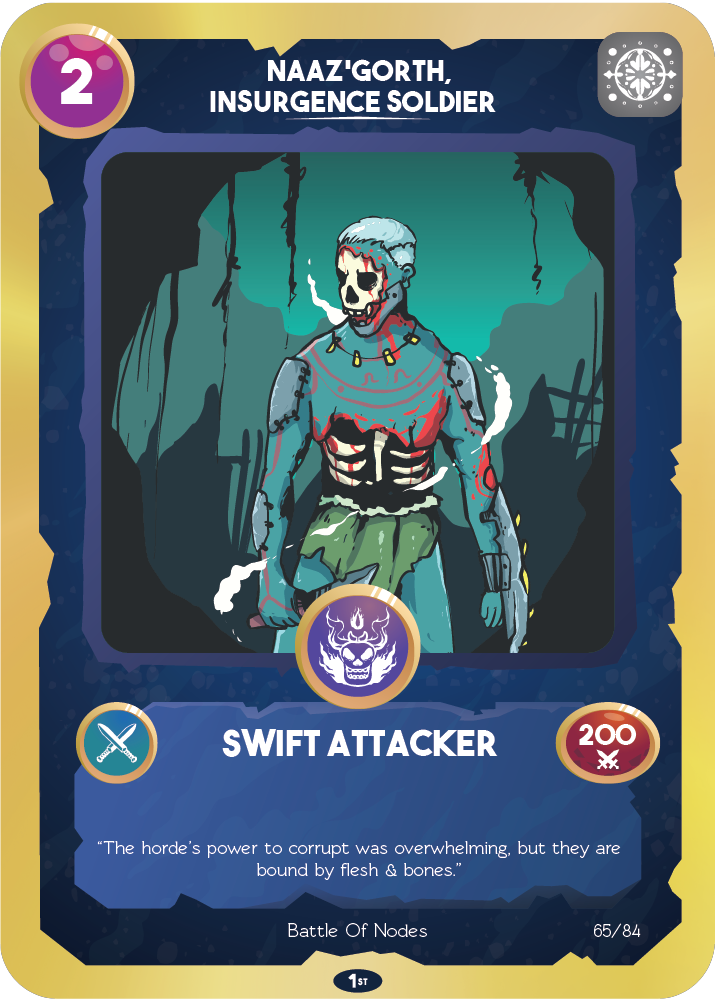 2
NAAZ'GORTH,
INSURGENCE SOLDIER
SWIFT ATTACKER
200
“The horde’s power to corrupt was overwhelming, but they are
bound by flesh & bones.”
Battle Of Nodes
65/84
1ST